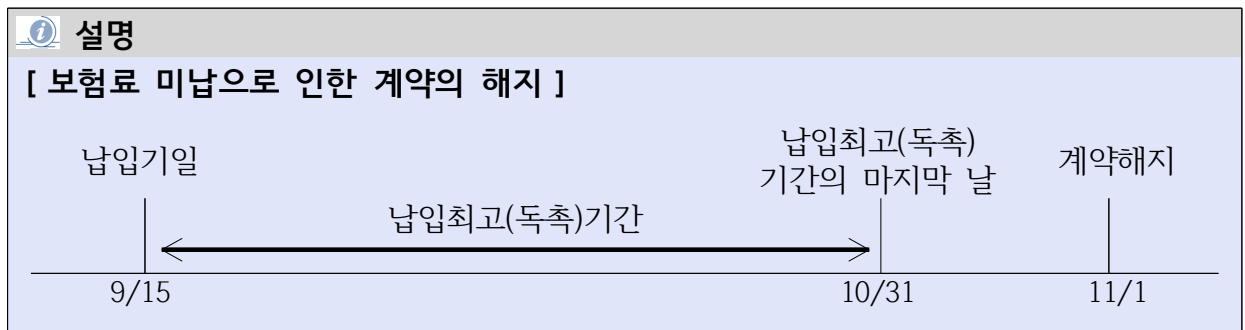 설명
[ 보험료 미납으로 인한 계약의 해지 ]
납입기일
납입최고(독촉)
기간의 마지막 날
계약해지
납입최고(독촉)기간
9/15
10/31
11/1